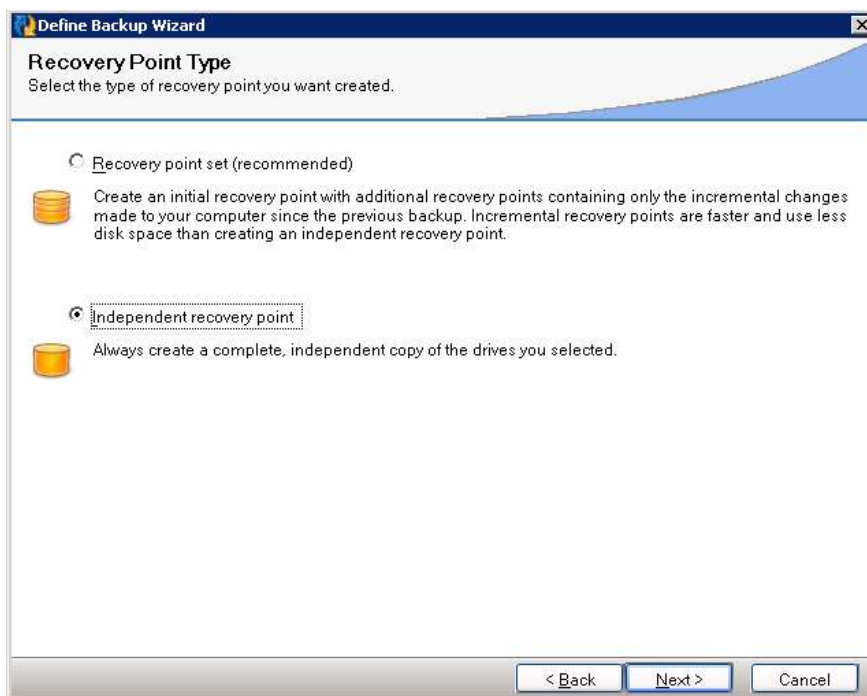 Define Backup Wizard
Recovery Point Type
Select the type of recovery point you want created.
Recovery point set (recommended)
Create an initial recovery point with additional recovery points containing only the incremental changes
made to your computer since the previous backup. Incremental recovery points are faster and use less
disk space than creating an independent recovery point.
Independent recovery point
Always create a complete, independent copy of the drives you selected.
< Back
Next >
Cancel